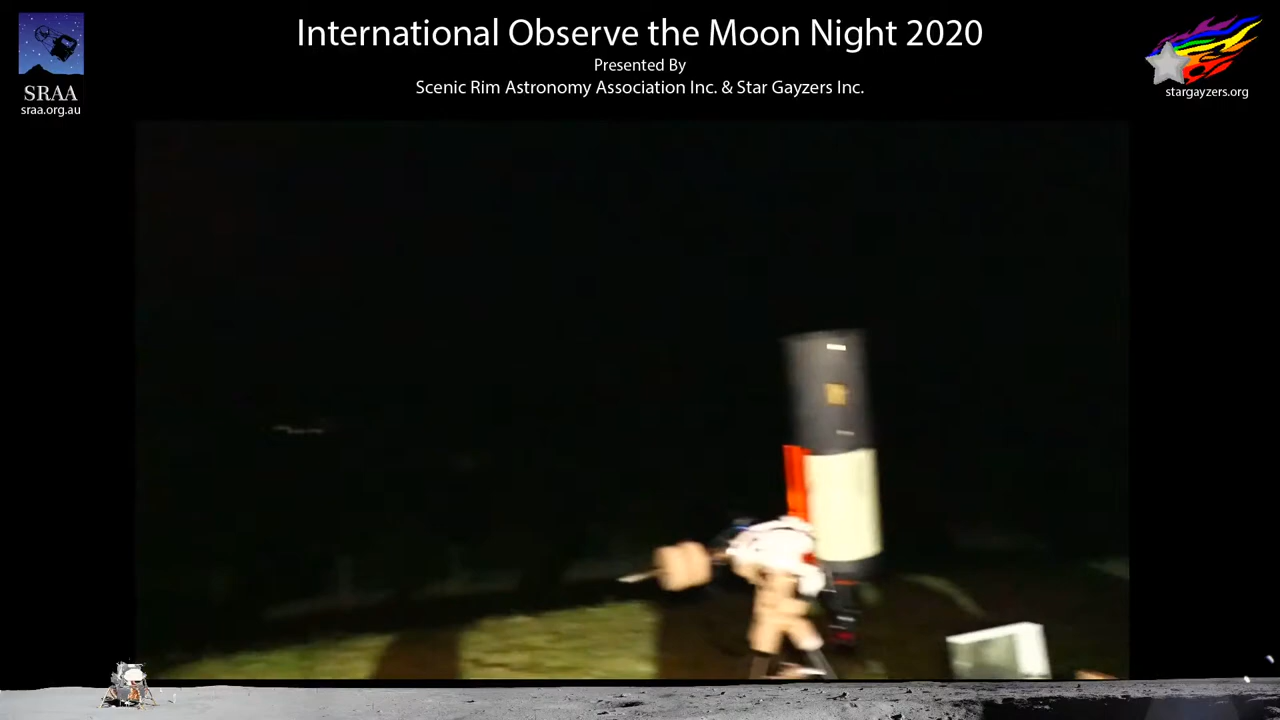 International Observe the Moon Night 2020
Presented By
Scenic Rim Astronomy Association Inc. & Star Gayzers Inc.
SRAA
sraa.org.au
stargayzers.org